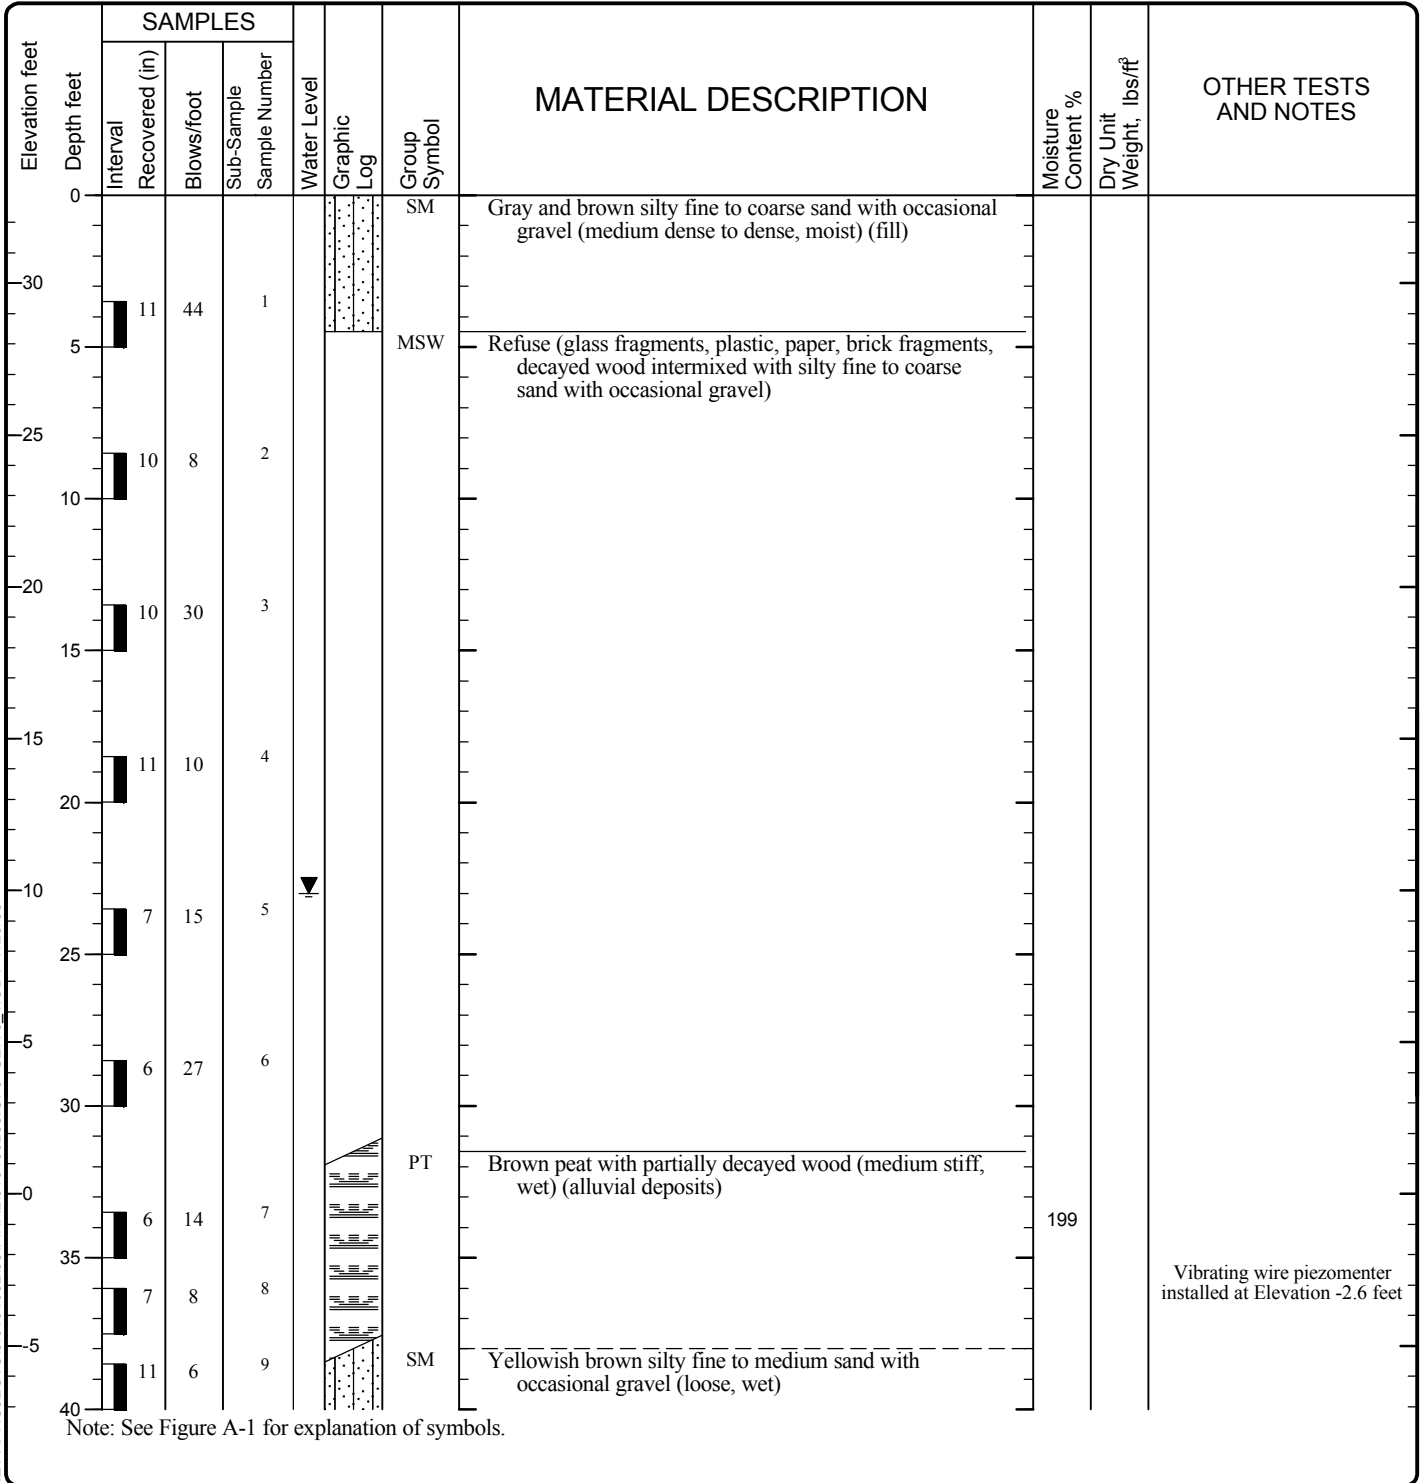 SAMPLES
Elevation feet
Depth feet
Interval
Recovered (in)
Blows/foot
Sub-Sample
Sample Number
Water Level
Graphic
Log
Group
Symbol
MATERIAL DESCRIPTION
Moisture
Content %
Dry Unit
Weight, lbs/ft³
OTHER TESTS
AND NOTES
0
SM
Gray and brown silty fine to coarse sand with occasional
gravel (medium dense to dense, moist) (fill)
30
11 44 1
5
MSW
Refuse (glass fragments, plastic, paper, brick fragments,
decayed wood intermixed with silty fine to coarse
sand with occasional gravel)
25
10 8 2
10
20
10 30 3
15
15
11 10 4
20
10
7 15 5
25
5
6 27 6
30
PT
Brown peat with partially decayed wood (medium stiff,
wet) (alluvial deposits)
0
6 14 7
199
35
Vibrating wire piezomenter
installed at Elevation -2.6 feet
7 8 8
-5
SM
Yellowish brown silty fine to medium sand with
occasional gravel (loose, wet)
11 6 9
40
Note: See Figure A-1 for explanation of symbols.